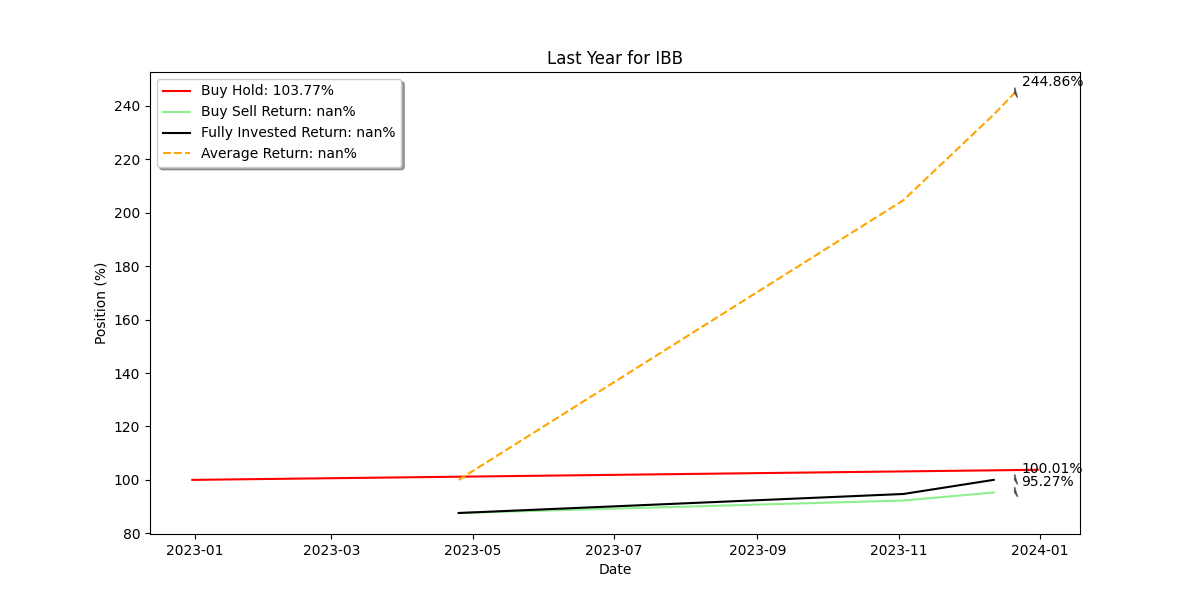 Last Year for IBB
Buy Hold: 103.77%
Buy Sell Return: nan%
Fully Invested Return: nan%
Average Return: nan%
244.86%
100.01%
95.27%
Position (%)
240
220
200
180
160
140
120
100
80
2023-01
2023-03
2023-05
2023-07
2023-09
2023-11
2024-01
Date